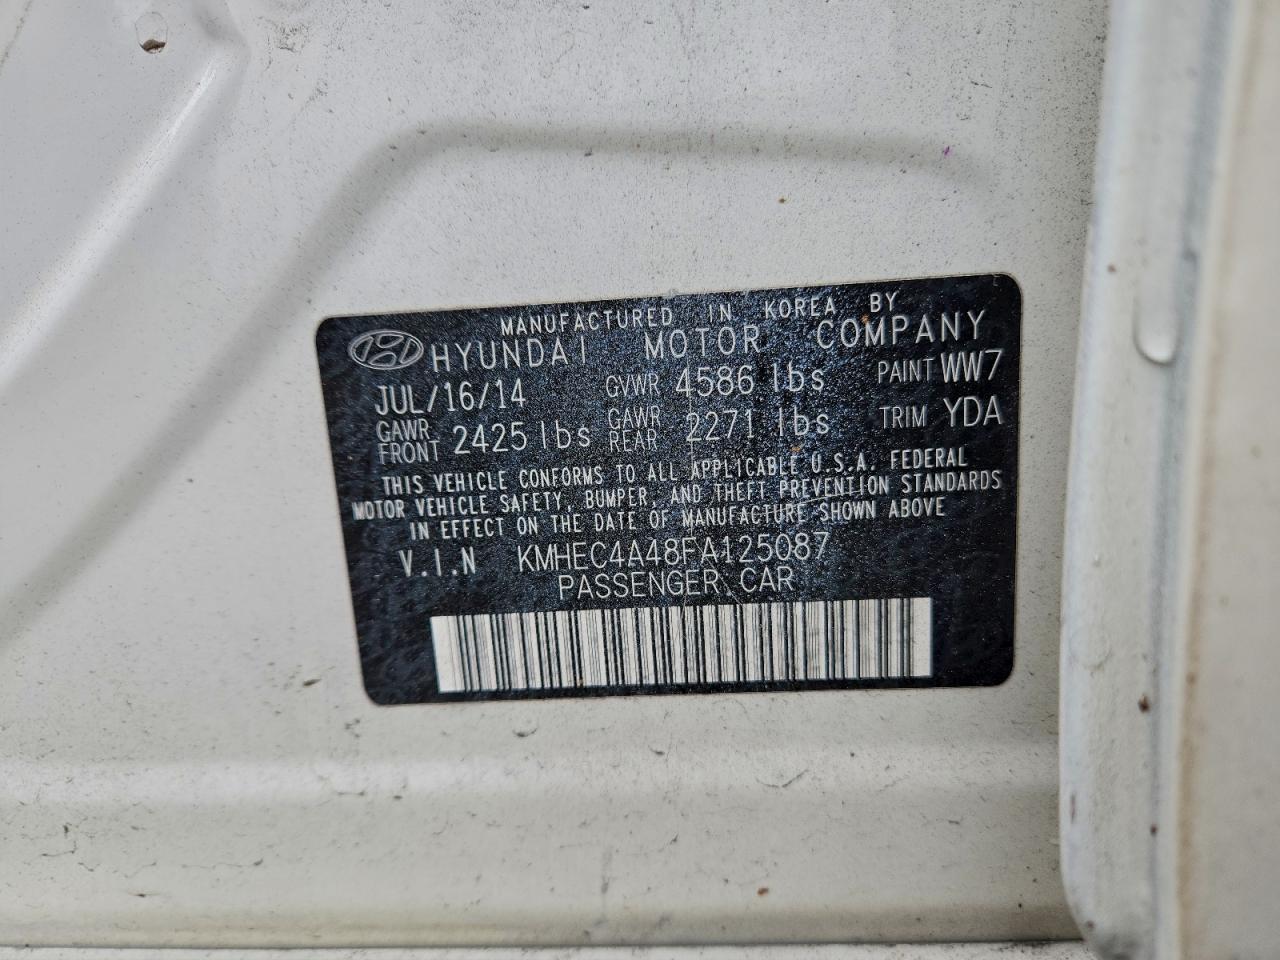 MANUFACTURED IN KOREA BY
HYUNDAI MOTOR COMPANY
JUL/16/14 GVWR 4586 lbs PAINT WW7
GAWR FRONT 2425 lbs GAWR REAR 2271 lbs TRIM YDA
THIS VEHICLE CONFORMS TO ALL APPLICABLE U.S.A. FEDERAL
MOTOR VEHICLE SAFETY, BUMPER, AND THEFT PREVENTION STANDARDS
IN EFFECT ON THE DATE OF MANUFACTURE SHOWN ABOVE
V.I.N KMHEC4A48FA125087
PASSENGER CAR